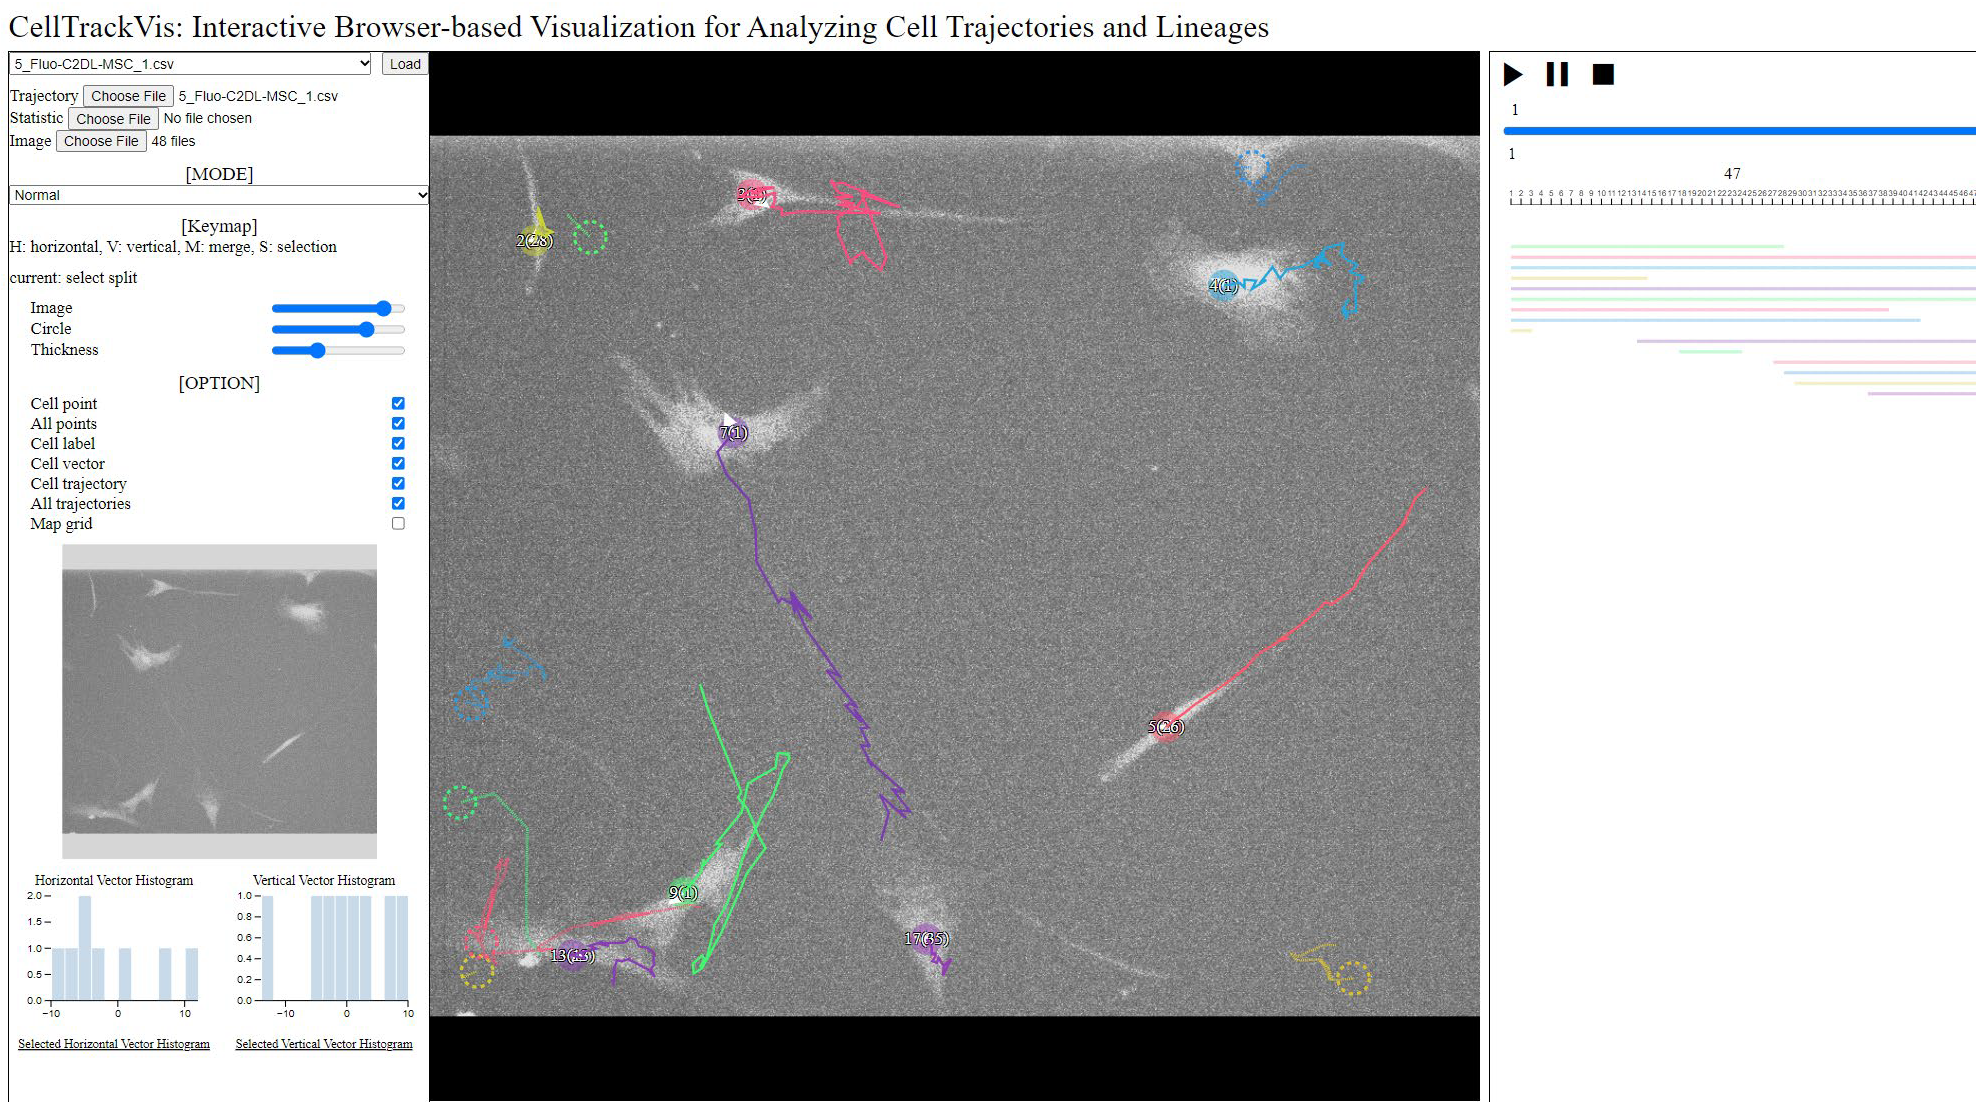 CellTrackVis: Interactive Browser-based Visualization for Analyzing Cell Trajectories and Lineages
5_Fluo-C2DL-MSC_1.csv Load
Trajectory Choose File 5_Fluo-C2DL-MSC_1.csv
Statistic Choose File No file chosen
Image Choose File 48 files
[MODE]
Normal
[Keymap]
H: horizontal, V: vertical, M: merge, S: selection
current: select split
Image
Circle
Thickness
[OPTION]
Cell point
All points
Cell label
Cell vector
Cell trajectory
All trajectories
Map grid
Horizontal Vector Histogram
2.0
1.5
1.0
0.5
0.0
−10 0 10
Vertical Vector Histogram
1.0
0.8
0.6
0.4
0.2
0.0
−10 0 10
Selected Horizontal Vector Histogram
Selected Vertical Vector Histogram
2(28)
4(1)
7(1)
5(26)
9(1)
17(35)
13(13)
1
1
47
1 2 3 4 5 6 7 8 9 10 11 12 13 14 15 16 17 18 19 20 21 22 23 24 25 26 27 28 29 30 31 32 33 34 35 36 37 38 39 40 41 42 43 44 45 46 47